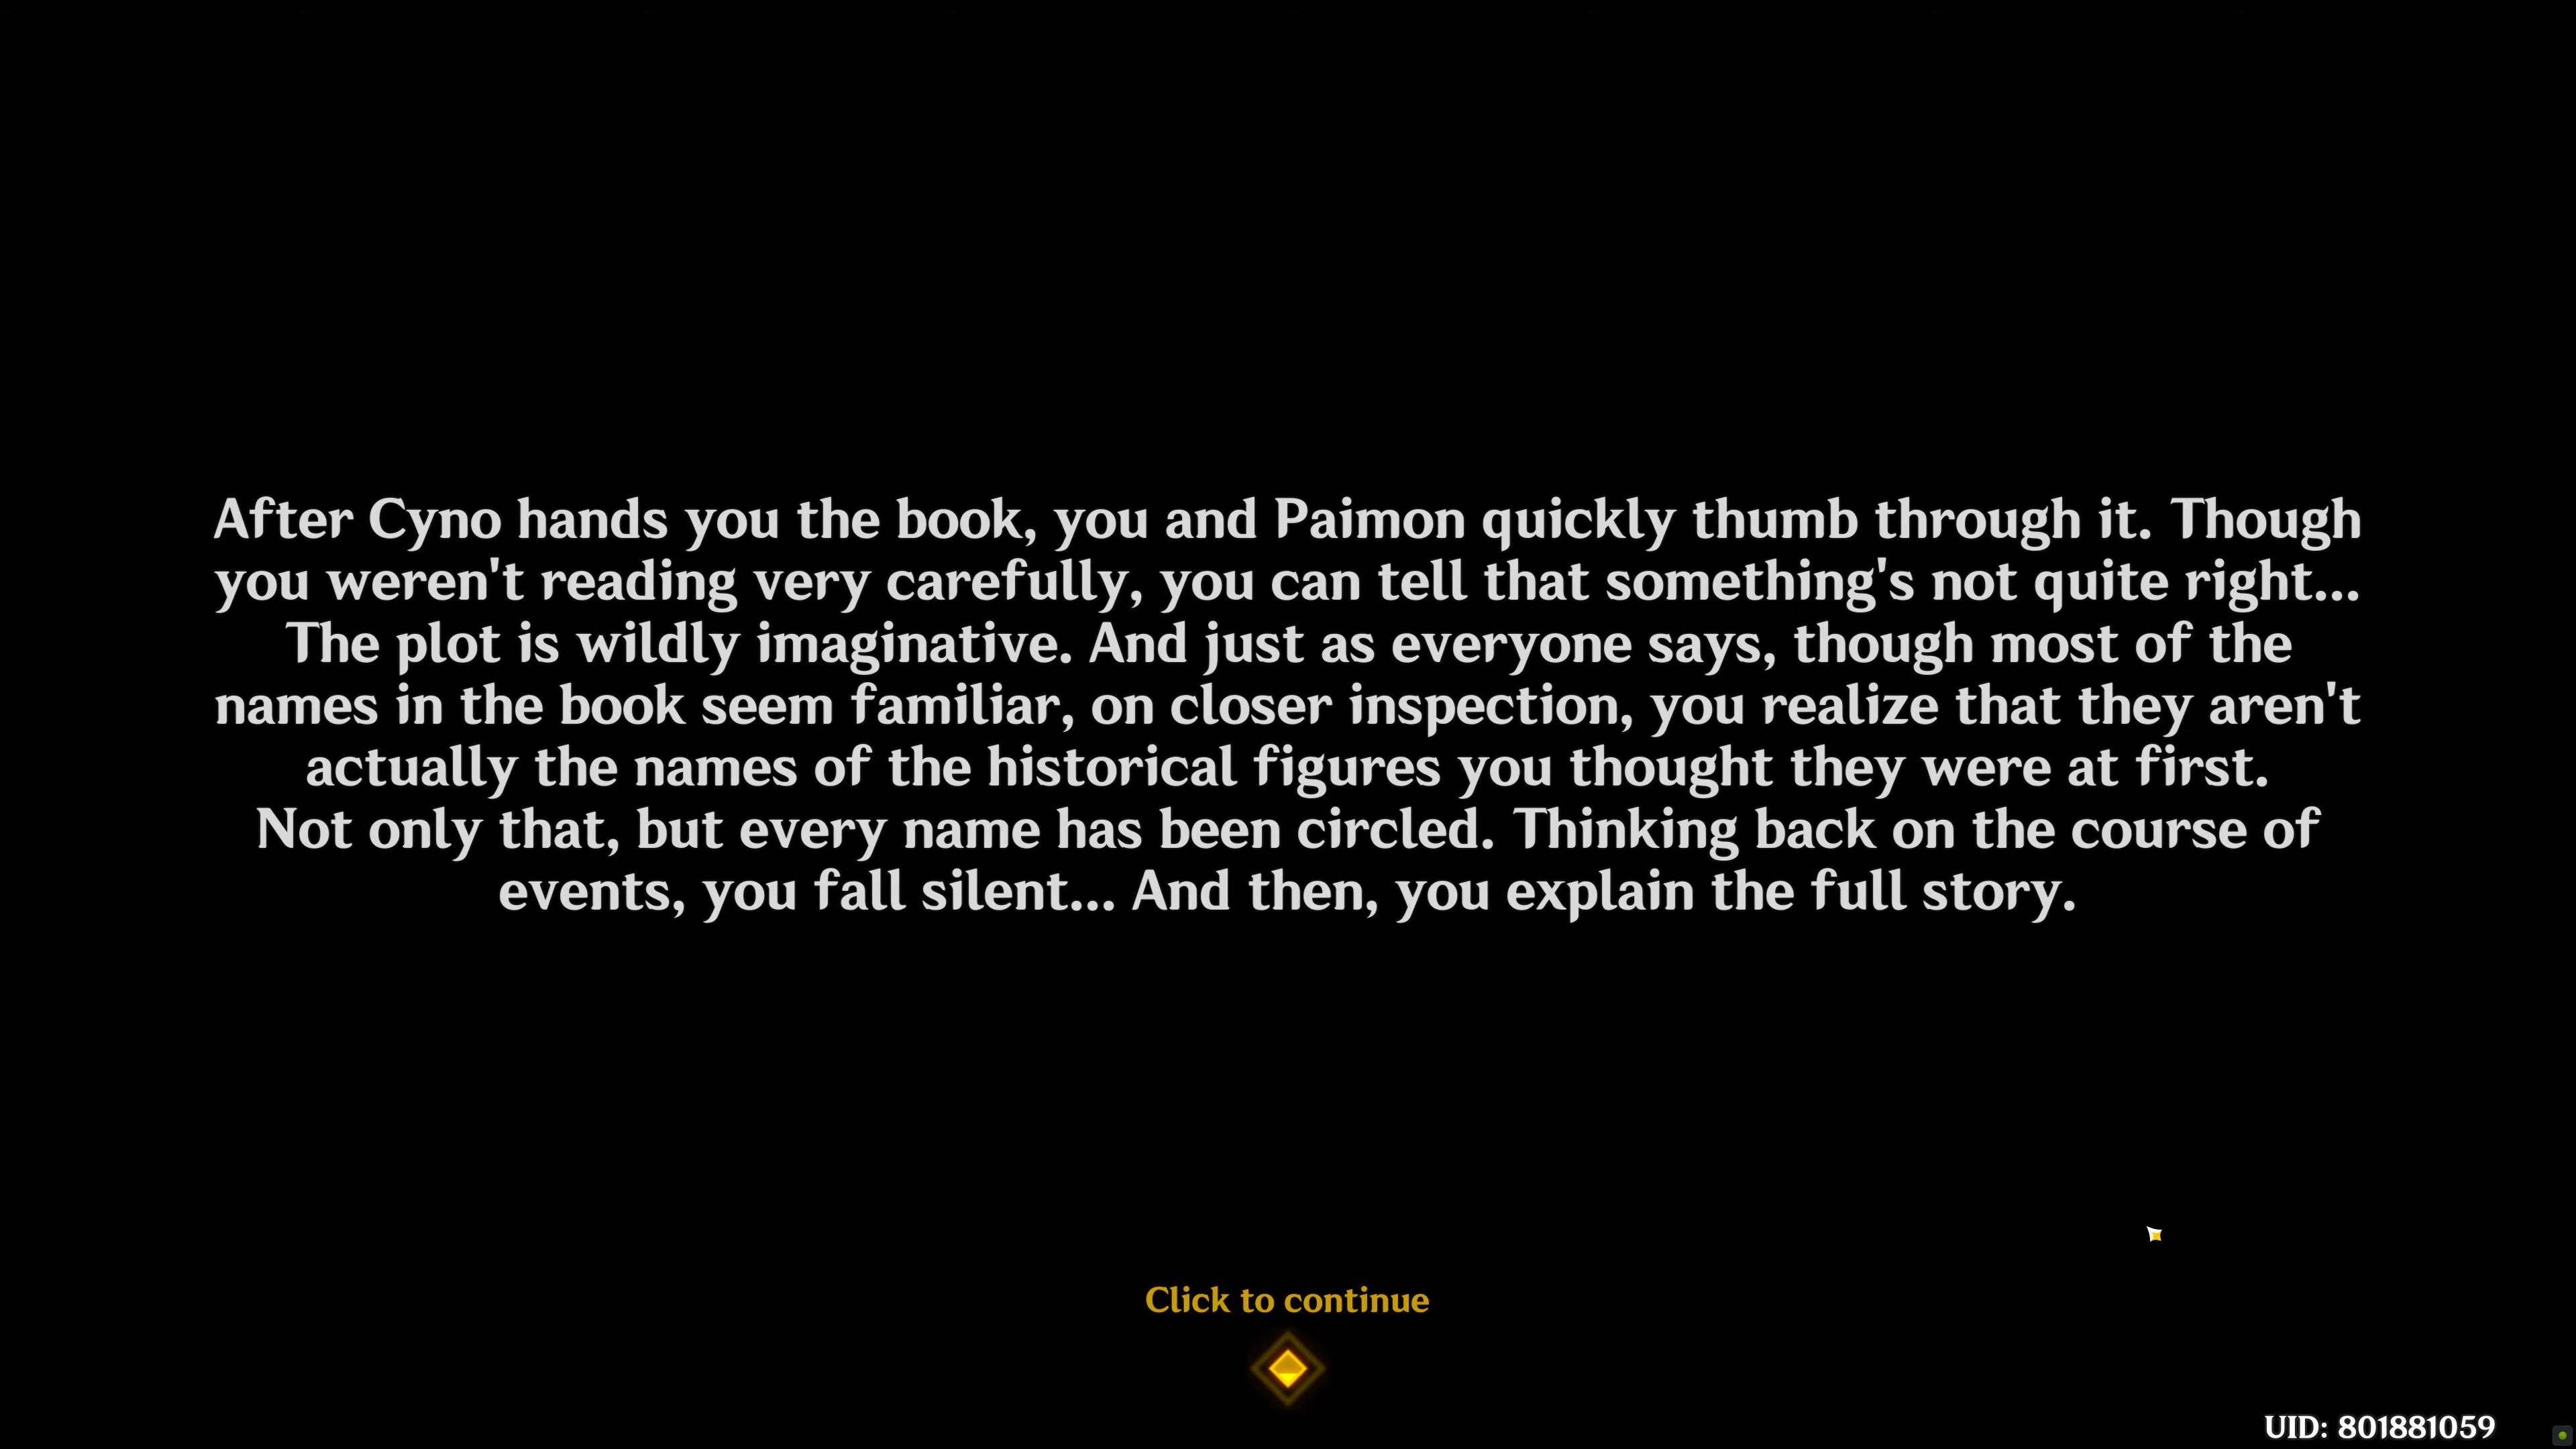 After Cyno hands you the book, you and Paimon quickly thumb through it. Though
you weren't reading very carefully, you can tell that something's not quite right...
The plot is wildly imaginative. And just as everyone says, though most of the
names in the book seem familiar, on closer inspection, you realize that they aren't
actually the names of the historical figures you thought they were at first.
Not only that, but every name has been circled. Thinking back on the course of
events, you fall silent... And then, you explain the full story.
Click to continue
UID: 801881059